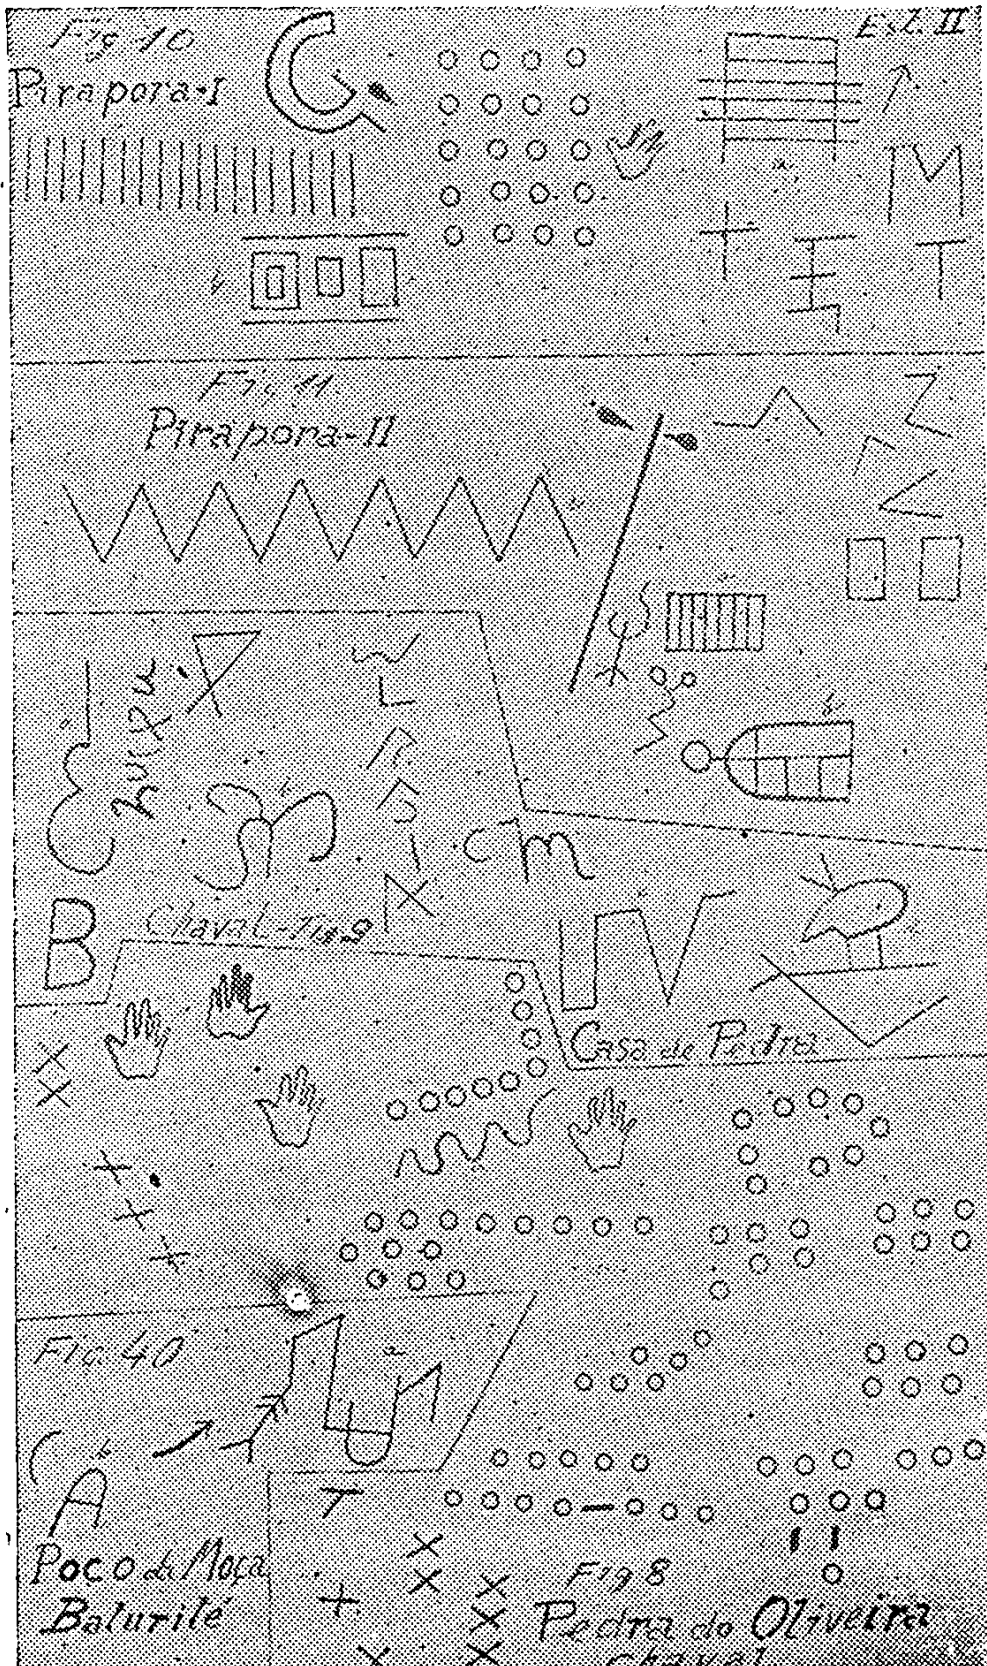 Fig 10
Est. II
Pirapora-I
Fig. 11
Pirapora-II
Chaval-Fig 9
Casa de Pedra
Fig. 40
Poço da Moça
Baturité
Fig 8
Pedra do Oliveira
Chaval